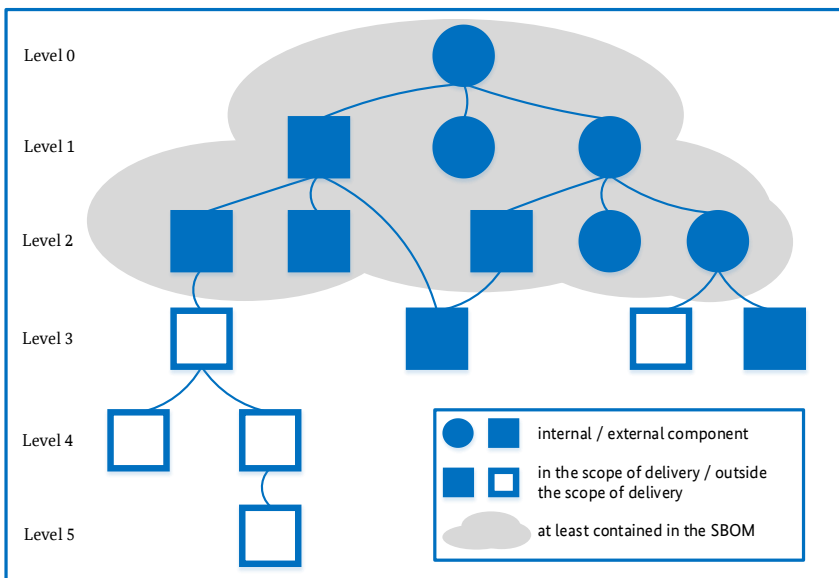 Level 0
Level 1
Level 2
Level 3
Level 4
Level 5
internal / external component
in the scope of delivery / outside
the scope of delivery
at least contained in the SBOM